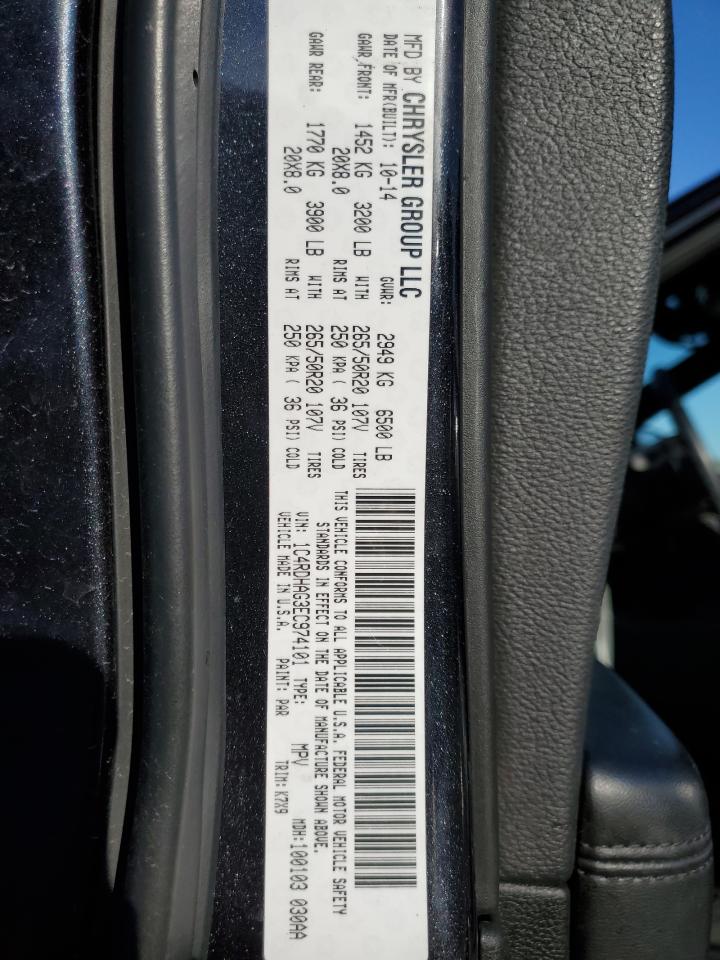 MFD BY CHRYSLER GROUP LLC
DATE OF MFR(BUILT): 10-14 GVWR: 2949 KG 6500 LB
GAWR FRONT: 1452 KG 3200 LB WITH 265/50R20 107V TIRES
20X8.0 RIMS AT 250 KPA ( 36 PSI) COLD
GAWR REAR: 1770 KG 3900 LB WITH 265/50R20 107V TIRES
20X8.0 RIMS AT 250 KPA ( 36 PSI) COLD
THIS VEHICLE CONFORMS TO ALL APPLICABLE U.S.A. FEDERAL MOTOR VEHICLE SAFETY
STANDARDS IN EFFECT ON THE DATE OF MANUFACTURE SHOWN ABOVE.
VIN: 1C4RDHAG3EC974101 TYPE: MPV MDH:100103 030AA
VEHICLE MADE IN U.S.A. PAINT: PAR TRIM: K7X9